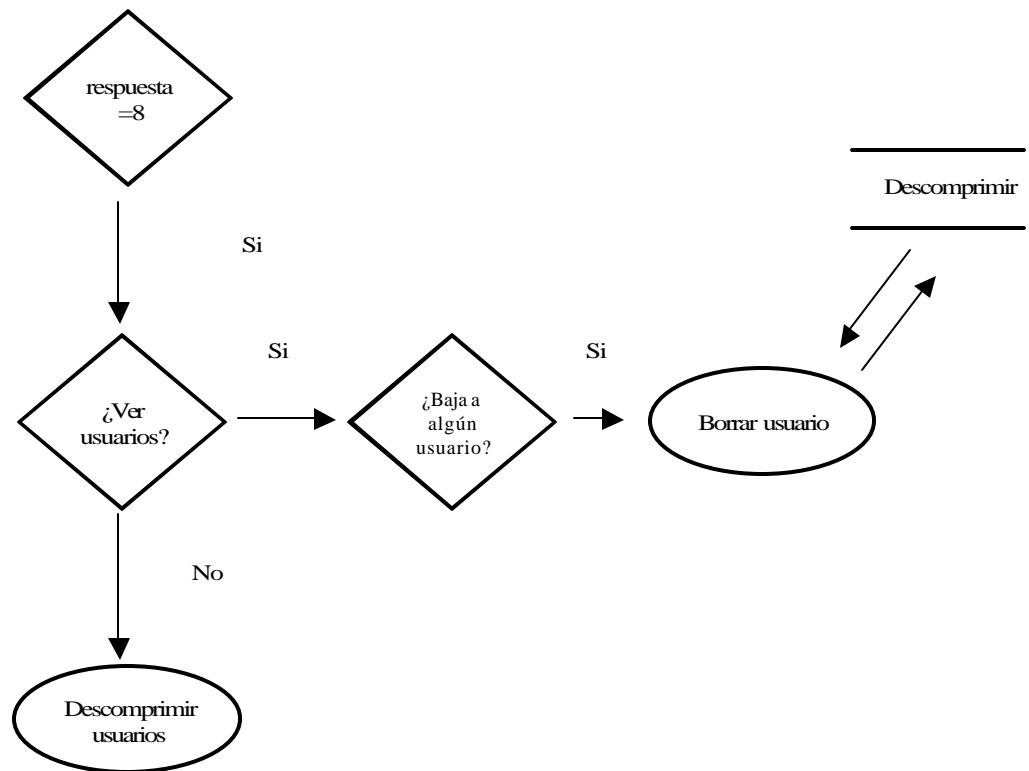 respuesta
=8
Descomprimir
Si
Si
Si
¿Ver
usuarios?
¿Baja a
algún
usuario?
Borrar usuario
No
Descomprimir
usuarios